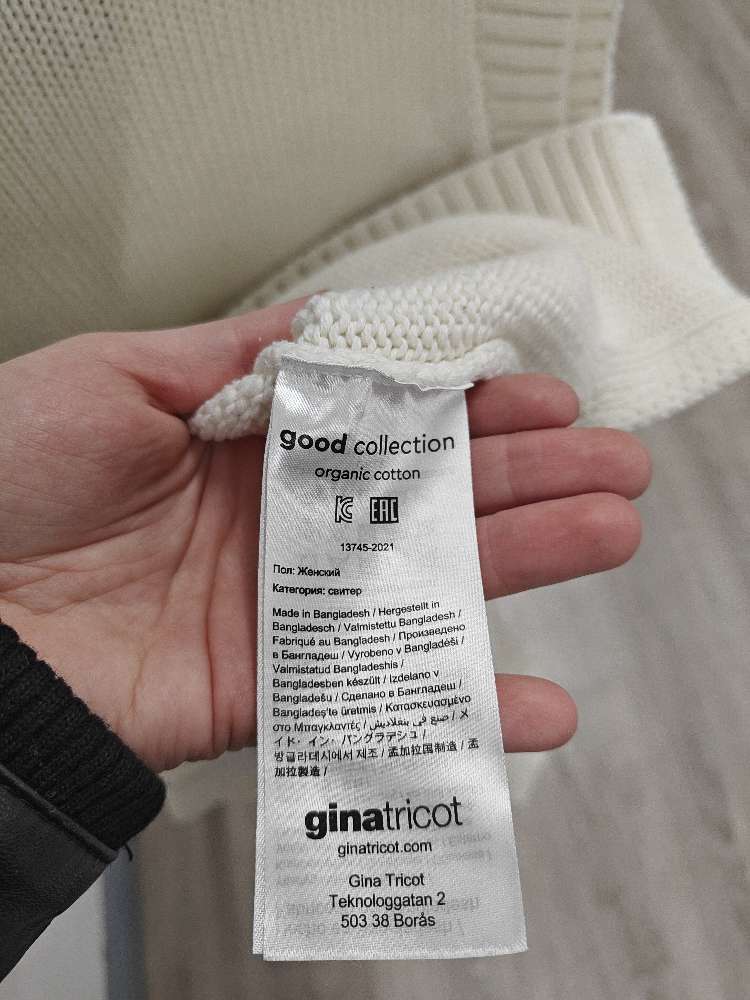 good collection
organic cotton
EAC
13745-2021
Пол: Женский
Категория: свитер
Made in Bangladesh / Hergestellt in
Bangladesch / Valmistettu Bangladesh /
Fabriqué au Bangladesh / Произведено
в Бангладеш / Vyrobeno v Bangladéši /
Valmistatud Bangladeshis /
Bangladesben készült / Izdelano v
Bangladešu / Сделано в Бангладеш /
Bangladeş'te üretmis / Κατασκευασμένο
στο Μπαγκλαντές / صنع في بنغلاديش / メ
イド・イン・バングラデシュ /
방글라데시에서 제조 / 孟加拉国制造 / 孟
加拉製造 /
ginatricot
ginatricot.com
Gina Tricot
Teknologgatan 2
503 38 Borås